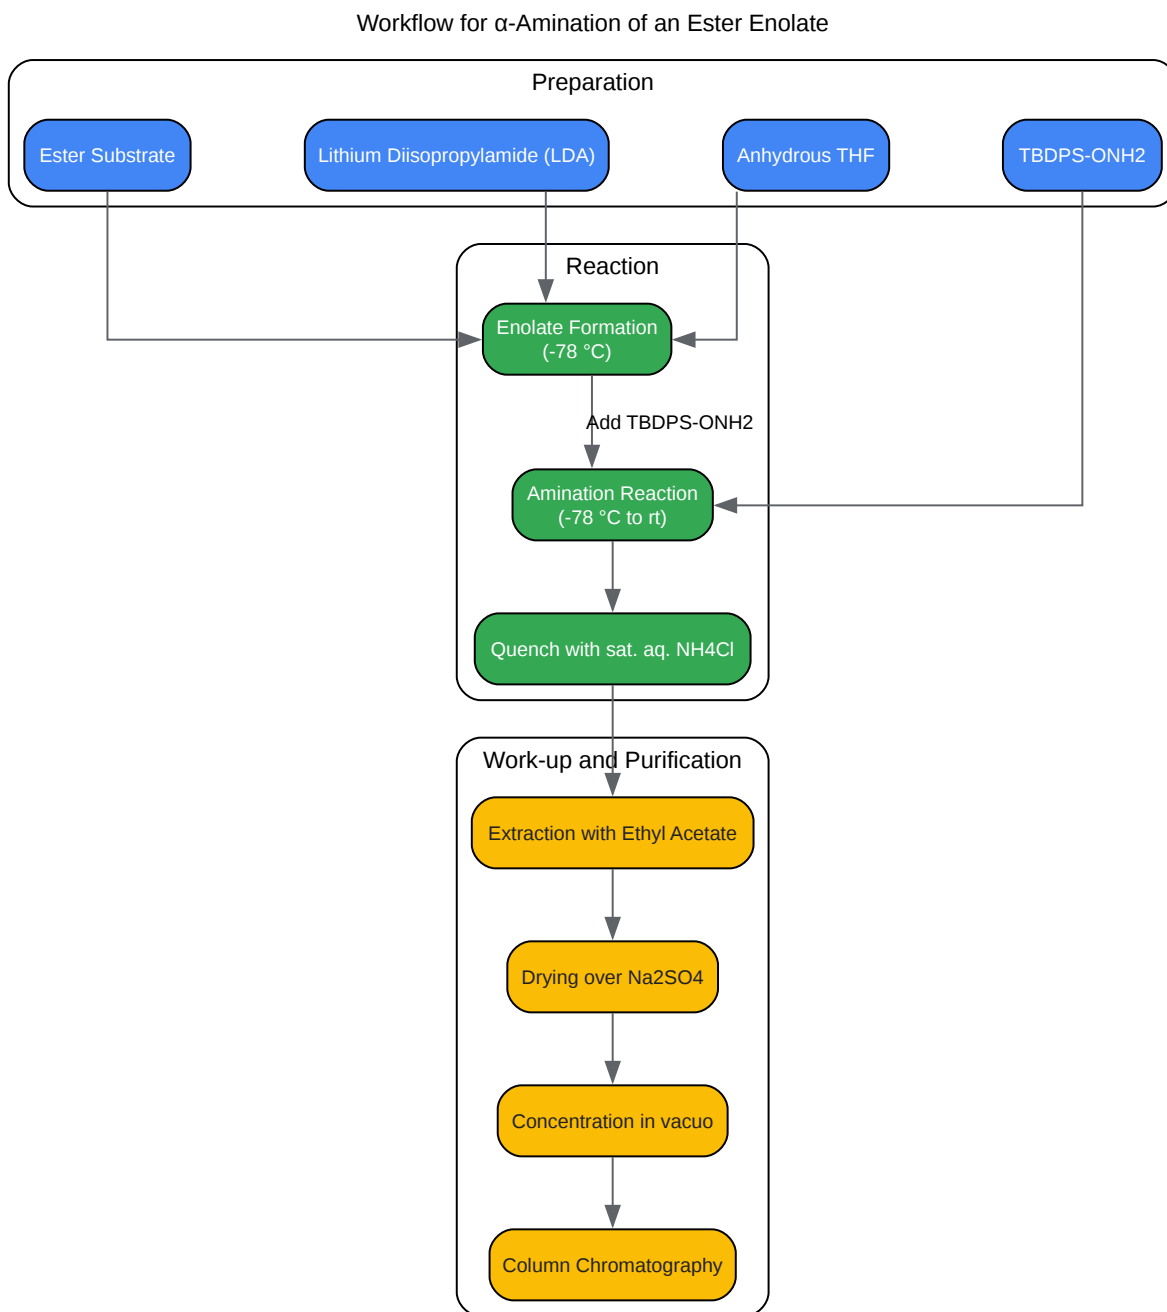 Workflow for α-Amination of an Ester Enolate
Preparation
Ester Substrate
Lithium Diisopropylamide (LDA)
Anhydrous THF
TBDPS-ONH2
Reaction
Enolate Formation
(-78 °C)
Add TBDPS-ONH2
Amination Reaction
(-78 °C to rt)
Quench with sat. aq. NH4Cl
Work-up and Purification
Extraction with Ethyl Acetate
Drying over Na2SO4
Concentration in vacuo
Column Chromatography